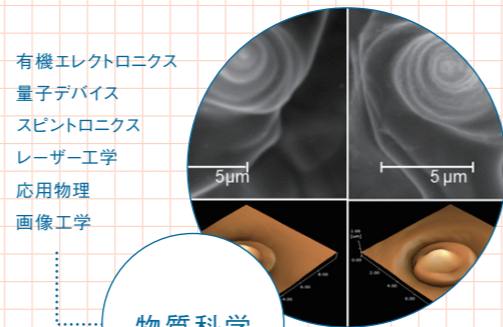 有機エレクトロニクス
量子デバイス
スピントロニクス
レーザー工学
応用物理
画像工学
5μm
5μm
物質科学